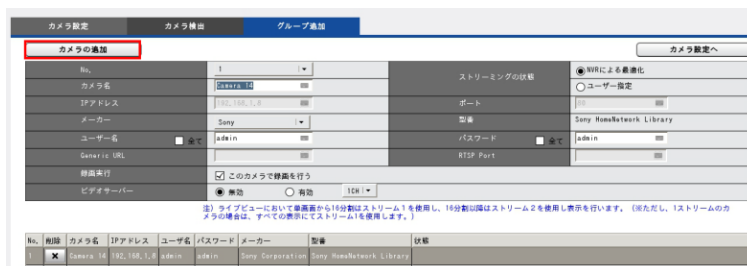 カメラ設定 カメラ検出 グループ追加
カメラの追加 カメラ設定へ
No. 1 ストリーミングの状態 NVRによる最適化
カメラ名 Camera 14 ユーザー指定
IPアドレス 192.168.1.8 ポート 80
メーカー Sony 型番 Sony HomeNetwork Library
ユーザー名 全て admin パスワード 全て admin
Generic URL RTSP Port
録画実行 このカメラで録画を行う
ビデオサーバー 無効 有効 1CH
注）ライブビューにおいて単画面から16分割はストリーム１を使用し、16分割以降はストリーム２を使用し表示を行います。（※ただし、1ストリームのカ
メラの場合は、すべての表示にてストリーム1を使用します。）
No. 削除 カメラ名 IPアドレス ユーザ名 パスワード メーカー 型番 状態
1 × Camera 14 192.168.1.8 admin admin Sony Corporation Sony HomeNetwork Library